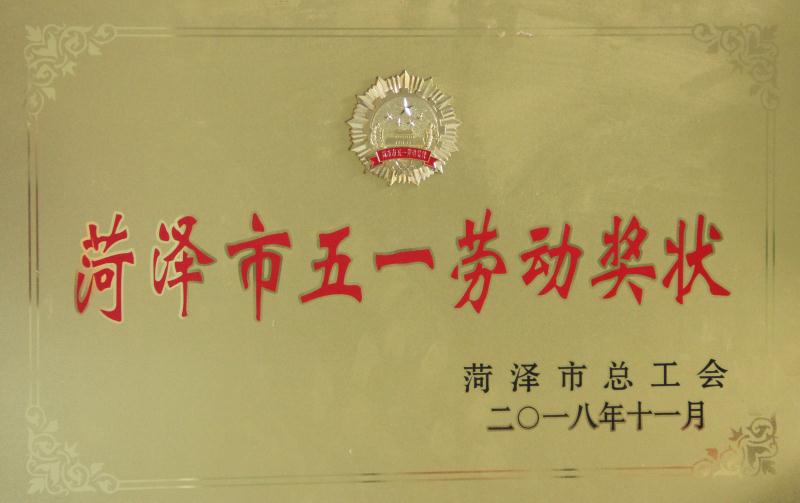 菏泽市五一劳动奖状
菏泽市总工会
二〇一八年十一月